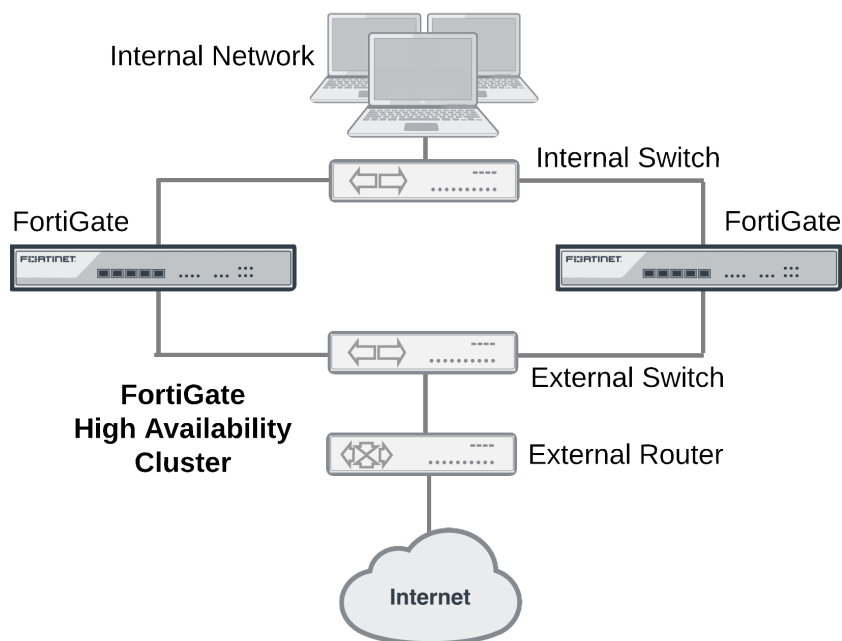 Internal Network
Internal Switch
FortiGate
FortiGate
FORTINET
FORTINET
External Switch
FortiGate
High Availability
Cluster
External Router
Internet